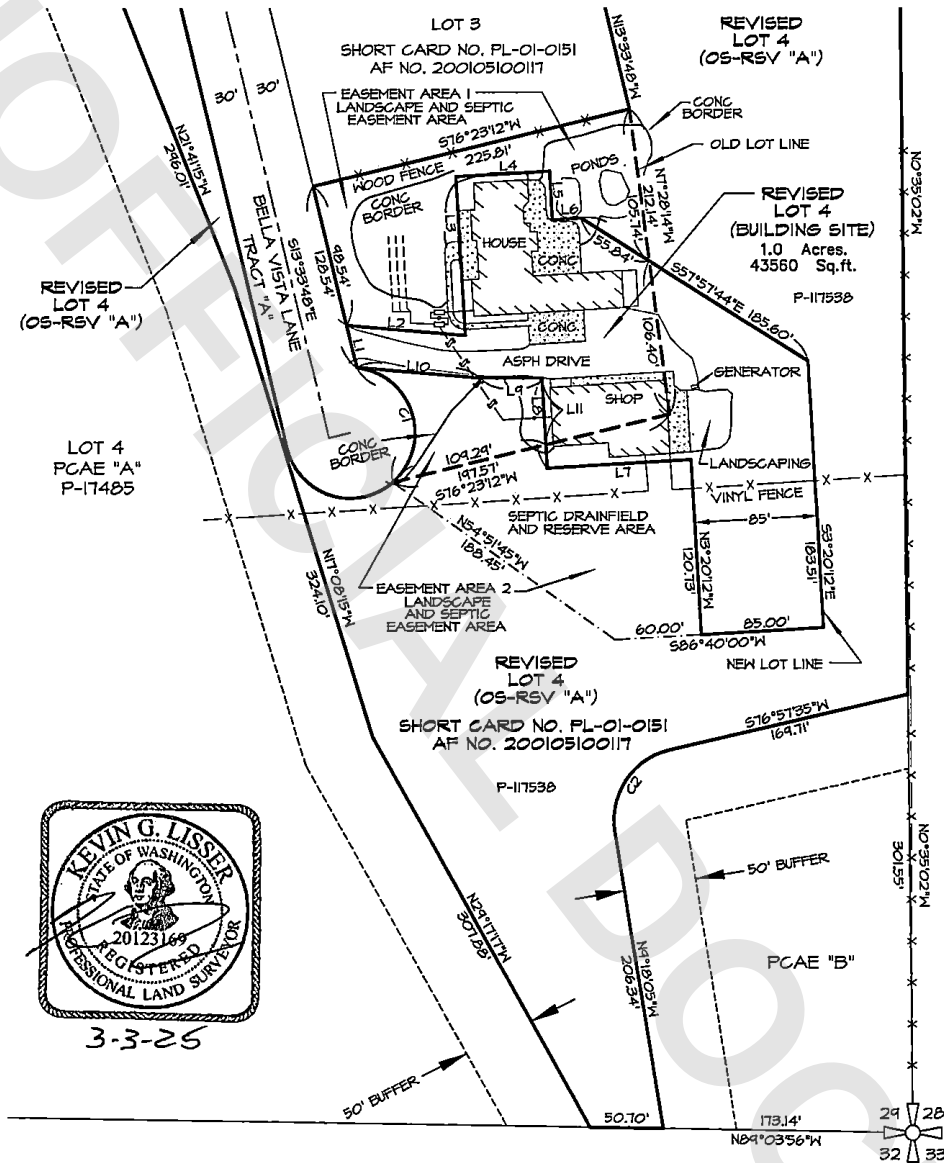 LOT 3
SHORT CARD NO. PL-01-0151
AF NO. 200105100117
N13°33'48"W
REVISED
LOT 4
(OS-RSV "A")
30'
30'
EASEMENT AREA 1
LANDSCAPE AND SEPTIC
EASEMENT AREA
CONC
BORDER
OLD LOT LINE
N21°41'15"W
296.01'
S76°23'12"W
225.81'
WOOD FENCE
L4
PONDS
N0°35'02"W
CONC
BORDER
L3
L5
L6
HOUSE
CONC
N7°28'14"W
212.14'
105.74'
55.84'
REVISED
LOT 4
(BUILDING SITE)
1.0 Acres.
43560 Sq.ft.
P-117538
BELLA VISTA LANE
TRACT "A"
S13°33'48"E
98.54'
128.54'
S57°57'44"E 185.60'
REVISED
LOT 4
(OS-RSV "A")
L2
CONC
106.40'
L1
L10
ASPH DRIVE
GENERATOR
L9
L8
L11
SHOP
C1
LOT 4
PCAE "A"
P-17485
CONC
BORDER
109.29'
197.57'
S76°23'12"W
L7
LANDSCAPING
VINYL FENCE
SEPTIC DRAINFIELD
AND RESERVE AREA
85'
N54°51'45"W
188.45'
N17°08'15"W
324.10'
N3°20'12"W
120.73'
S3°20'12"E
183.51'
EASEMENT AREA 2
LANDSCAPE
AND SEPTIC
EASEMENT AREA
60.00'
85.00'
S86°40'00"W
NEW LOT LINE
REVISED
LOT 4
(OS-RSV "A")
SHORT CARD NO. PL-01-0151
AF NO. 200105100117
P-117538
S76°57'35"W
169.71'
C2
KEVIN G. LISSER
STATE OF WASHINGTON
20123169
REGISTERED
PROFESSIONAL LAND SURVEYOR
3-3-25
50' BUFFER
N0°35'02"W
301.55'
N29°17'17"W
307.88'
N9°18'05"W
206.34'
PCAE "B"
50' BUFFER
50.70'
173.14'
N89°03'56"W
29
28
32
33